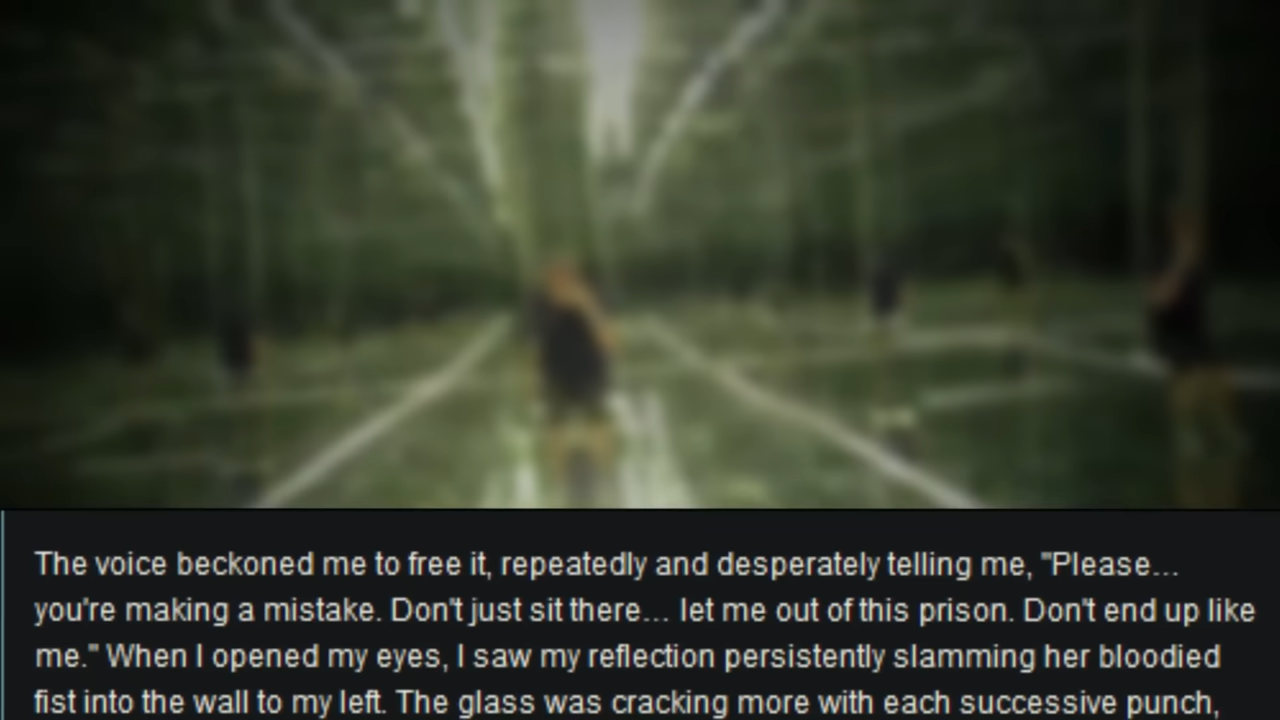 The voice beckoned me to free it, repeatedly and desperately telling me, "Please...
you're making a mistake. Don't just sit there... let me out of this prison. Don't end up like
me." When I opened my eyes, I saw my reflection persistently slamming her bloodied
fist into the wall to my left. The glass was cracking more with each successive punch,